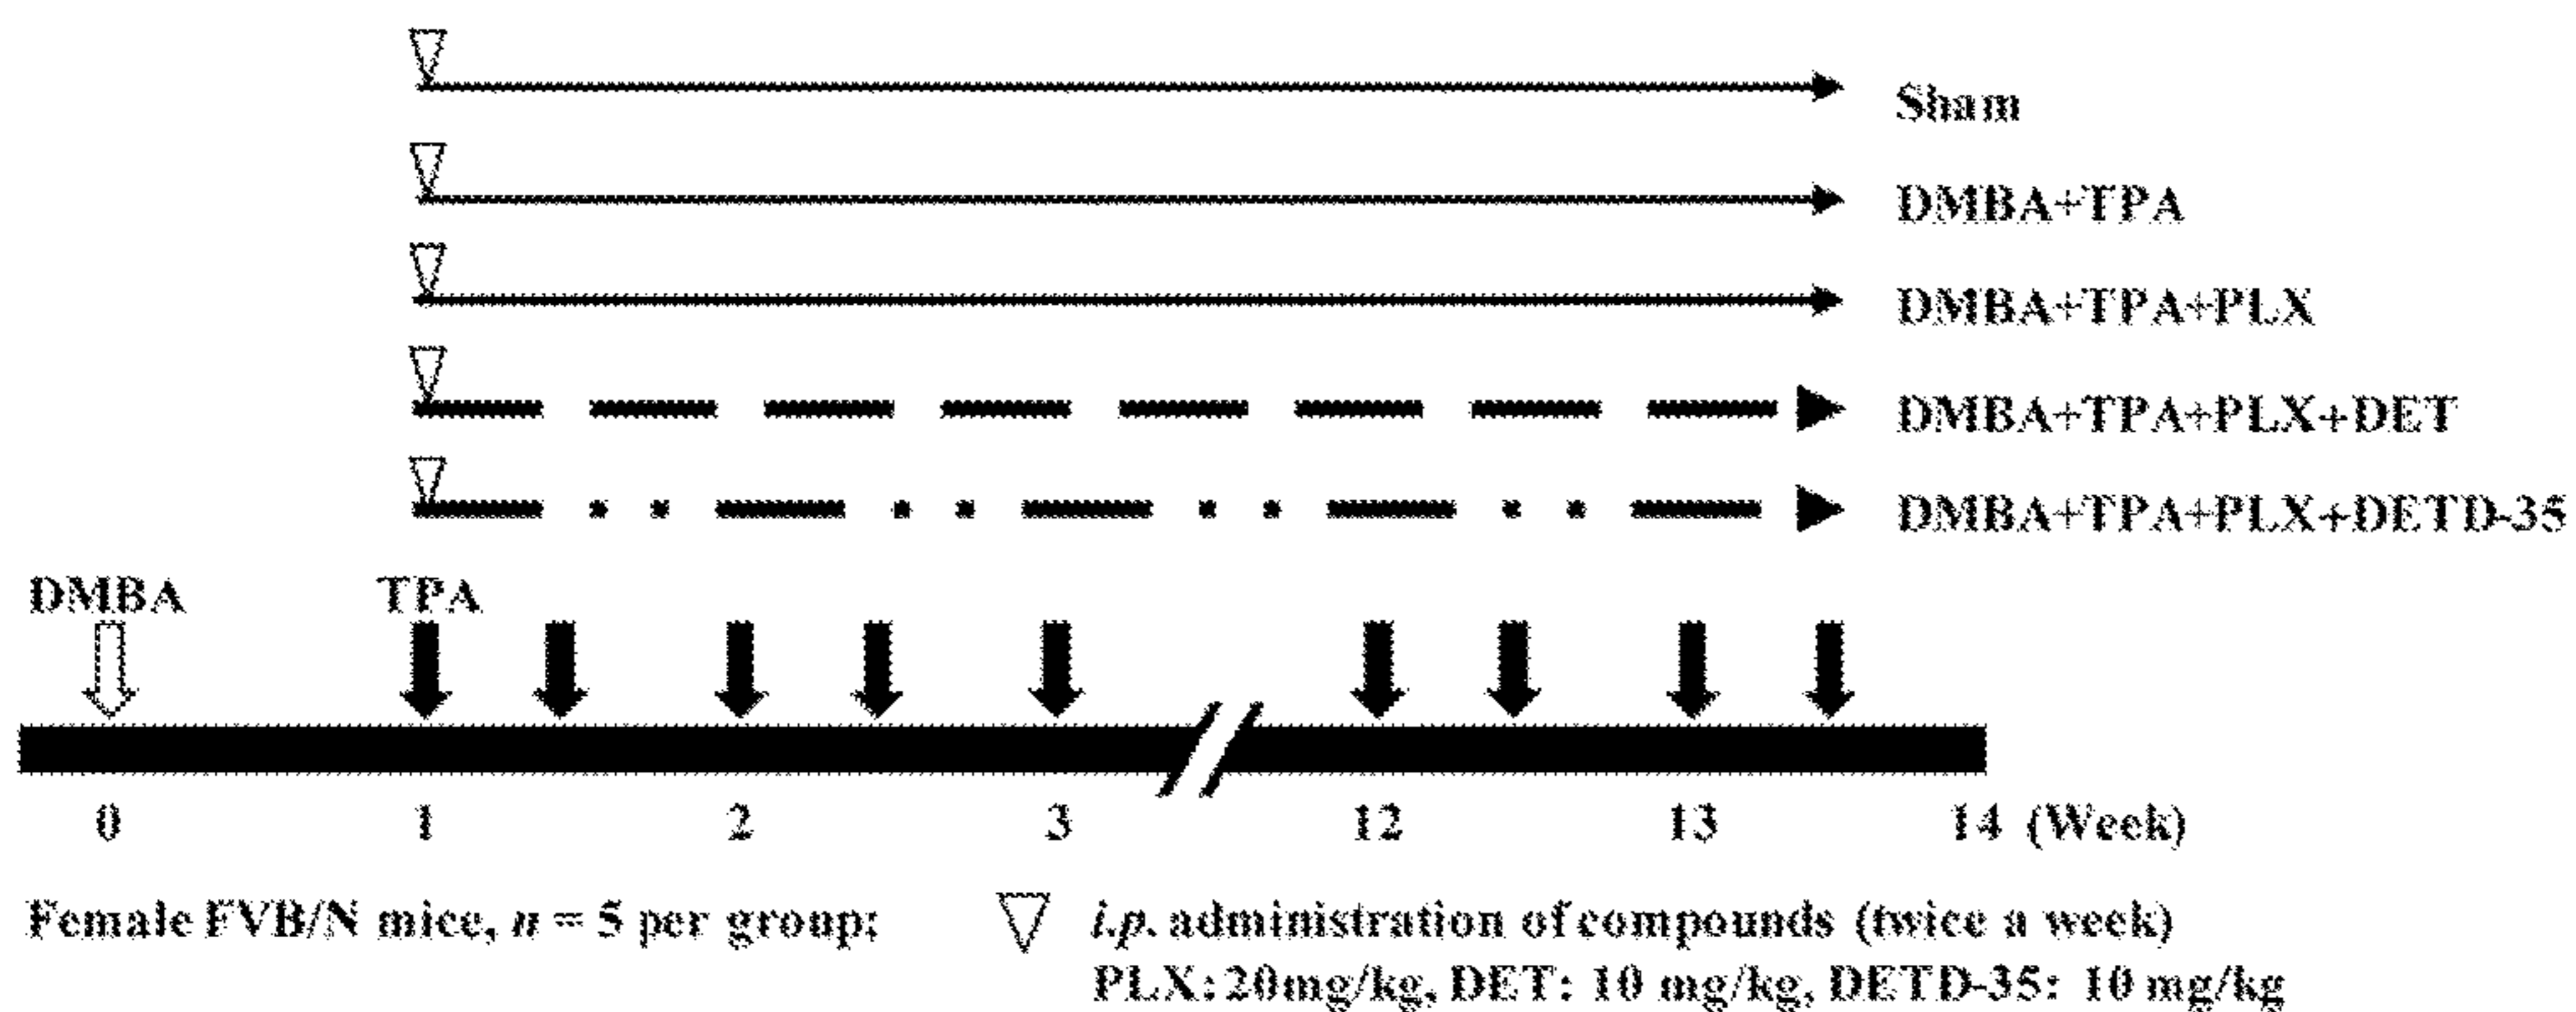 Sham
DMBA+TPA
DMBA+TPA+PLX
DMBA+TPA+PLX+DET
DMBA+TPA+PLX+DETD-35
DMBA TPA
0 1 2 3 12 13 14 (Week)
Female FVB/N mice, n = 5 per group; i.p. administration of compounds (twice a week)
PLX: 20mg/kg, DET: 10 mg/kg, DETD-35: 10 mg/kg